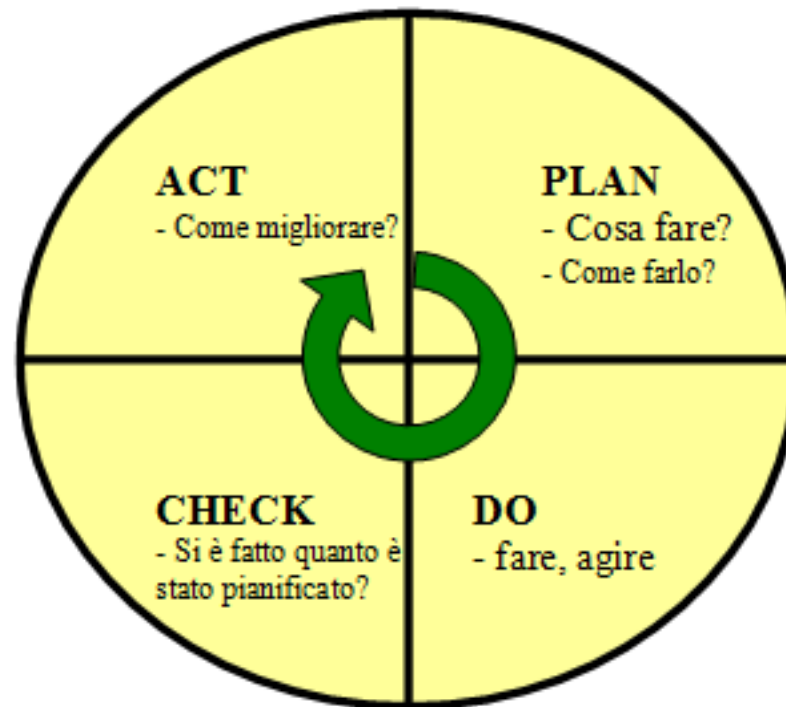 ACT
- Come migliorare?
PLAN
- Cosa fare?
- Come farlo?
CHECK
- Si è fatto quanto è
stato pianificato?
DO
- fare, agire